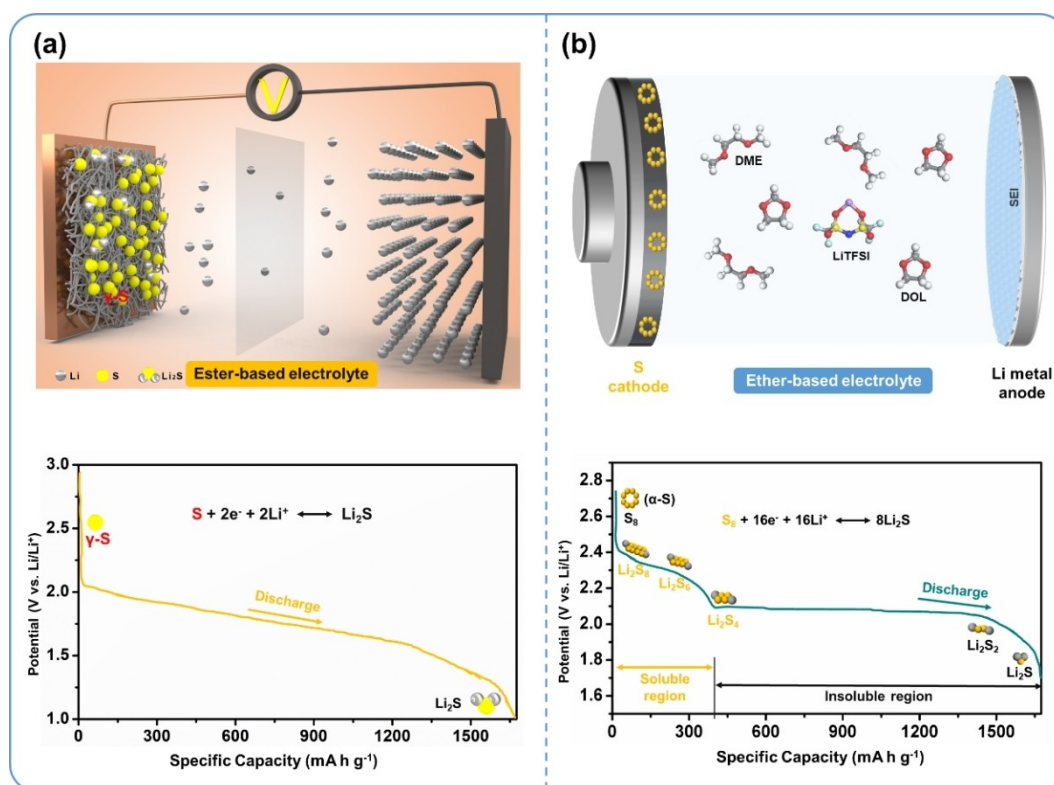 (a)
V
γ-S
Li
S
Li₂S
Ester-based electrolyte
3.0
2.5
2.0
1.5
1.0
Potential (V vs. Li/Li⁺)
S + 2e⁻ + 2Li⁺ ⟷ Li₂S
γ-S
Discharge
Li₂S
0
300
600
900
1200
1500
Specific Capacity (mA h g⁻¹)
(b)
DME
LiTFSI
DOL
SEI
S
cathode
Ether-based electrolyte
Li metal
anode
2.8
2.6
2.4
2.2
2.0
1.8
1.6
Potential (V vs. Li/Li⁺)
(α-S)
S₈
S₈ + 16e⁻ + 16Li⁺ ⟷ 8Li₂S
Li₂S₈
Li₂S₆
Li₂S₄
Discharge
Li₂S₂
Li₂S
Soluble
region
Insoluble region
0
300
600
900
1200
1500
Specific Capacity (mA h g⁻¹)